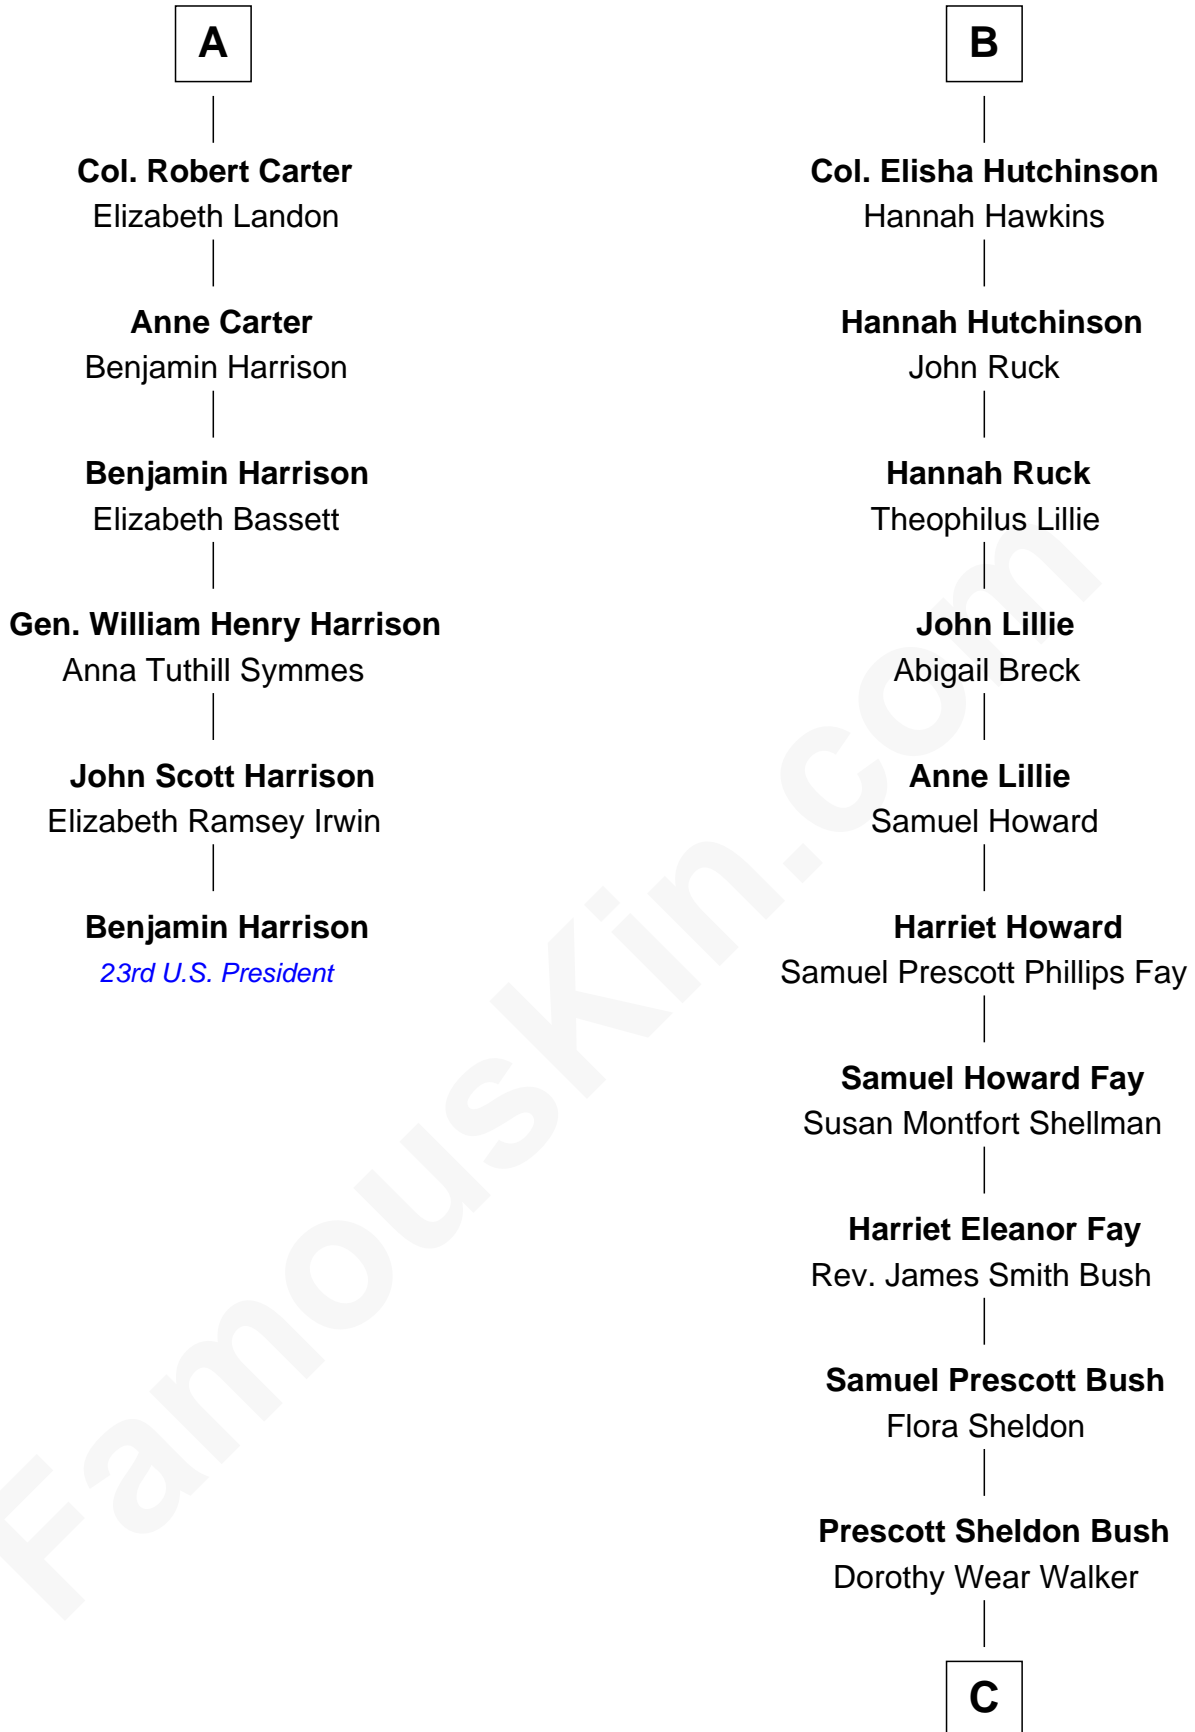 A
Col. Robert Carter
Elizabeth Landon
Anne Carter
Benjamin Harrison
Benjamin Harrison
Elizabeth Bassett
Gen. William Henry Harrison
Anna Tuthill Symmes
John Scott Harrison
Elizabeth Ramsey Irwin
Benjamin Harrison
23rd U.S. President
B
Col. Elisha Hutchinson
Hannah Hawkins
Hannah Hutchinson
John Ruck
Hannah Ruck
Theophilus Lillie
John Lillie
Abigail Breck
Anne Lillie
Samuel Howard
Harriet Howard
Samuel Prescott Phillips Fay
Samuel Howard Fay
Susan Montfort Shellman
Harriet Eleanor Fay
Rev. James Smith Bush
Samuel Prescott Bush
Flora Sheldon
Prescott Sheldon Bush
Dorothy Wear Walker
C
FamousKin.com